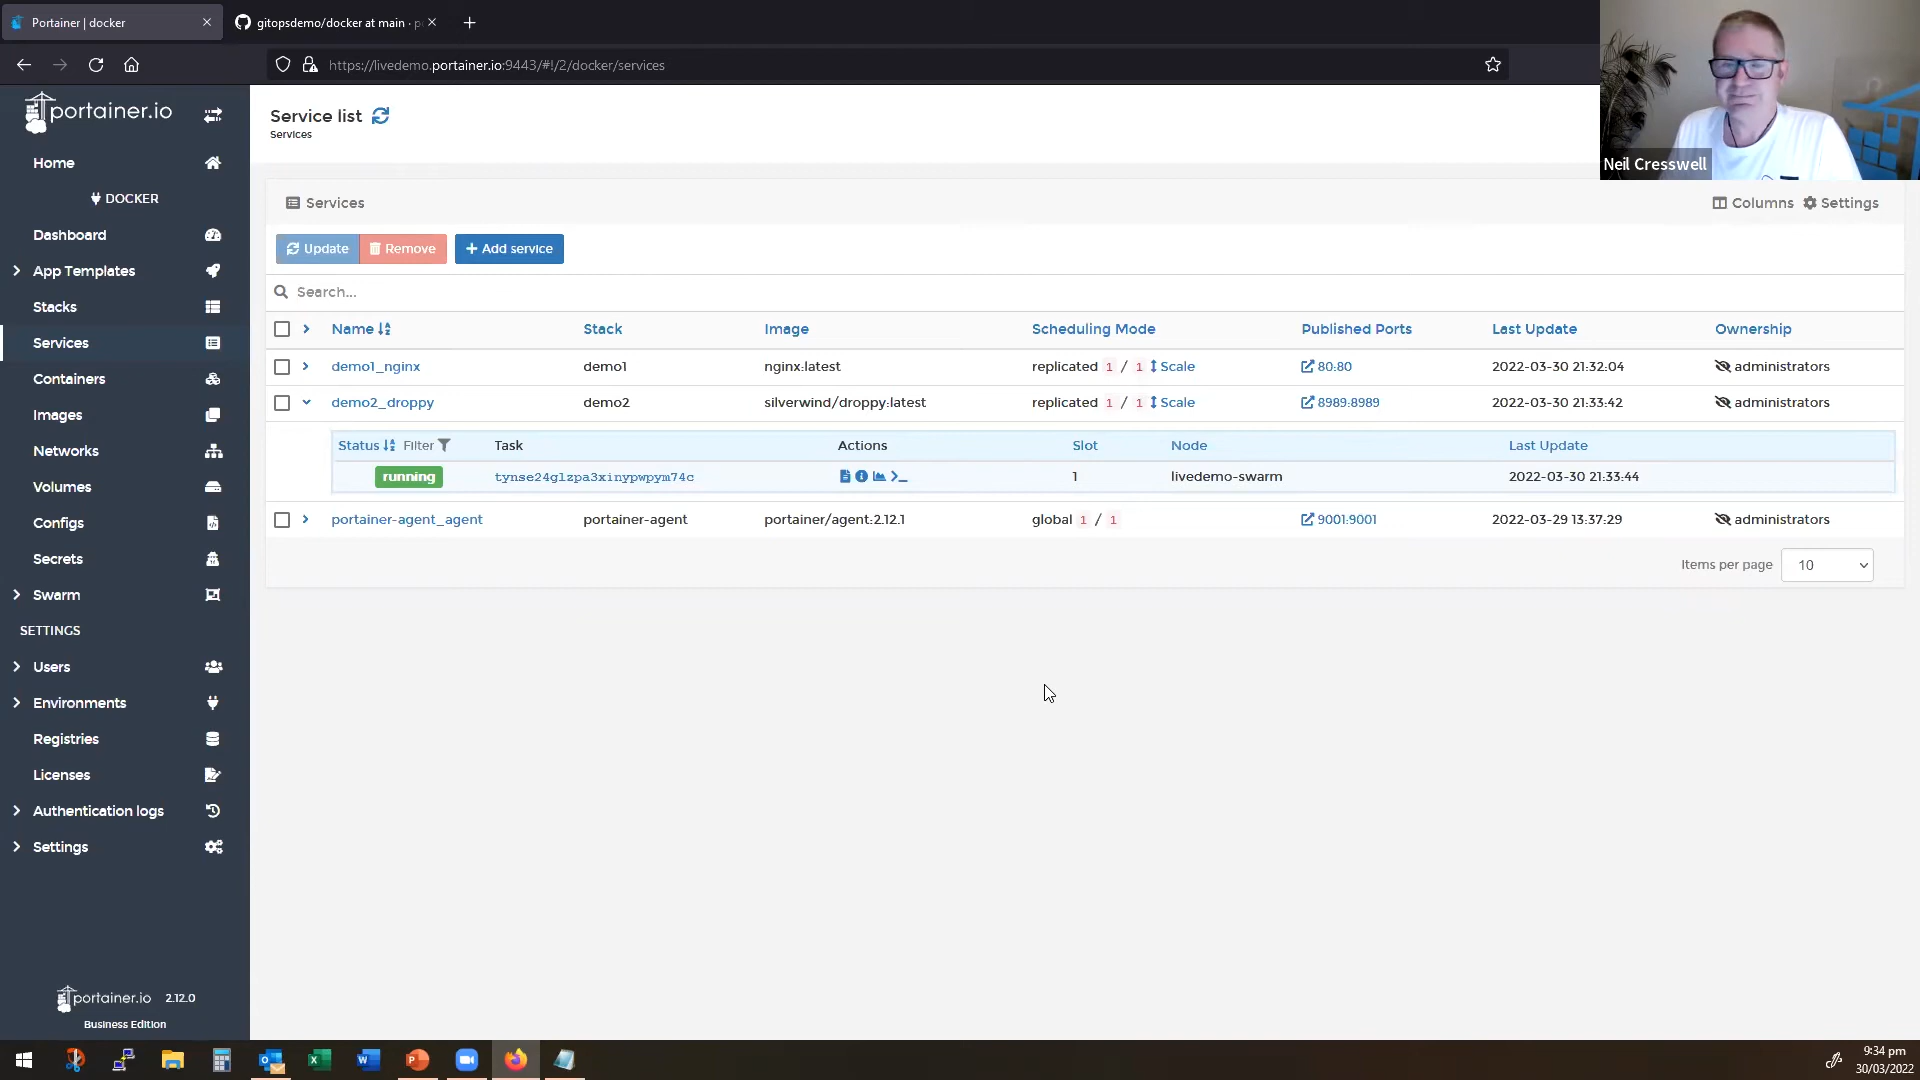 Portainer | docker
gitopsdemo/docker at main ·
https://livedemo.portainer.io:9443/#!/2/docker/services
Neil Cresswell
portainer.io
Home
DOCKER
Dashboard
App Templates
Stacks
Services
Containers
Images
Networks
Volumes
Configs
Secrets
Swarm
SETTINGS
Users
Environments
Registries
Licenses
Authentication logs
Settings
portainer.io 2.12.0
Business Edition
Service list
Services
Services
Columns Settings
Update Remove + Add service
Search...
Name Stack Image Scheduling Mode Published Ports Last Update Ownership
demo1_nginx demo1 nginx:latest replicated 1 / 1 Scale 80:80 2022-03-30 21:32:04 administrators
demo2_droppy demo2 silverwind/droppy:latest replicated 1 / 1 Scale 8989:8989 2022-03-30 21:33:42 administrators
Status Filter Task Actions Slot Node Last Update
running tynse24glzpa3xinypwpym74c 1 livedemo-swarm 2022-03-30 21:33:44
portainer-agent_agent portainer-agent portainer/agent:2.12.1 global 1 / 1 9001:9001 2022-03-29 13:37:29 administrators
Items per page 10
9:34 pm
30/03/2022